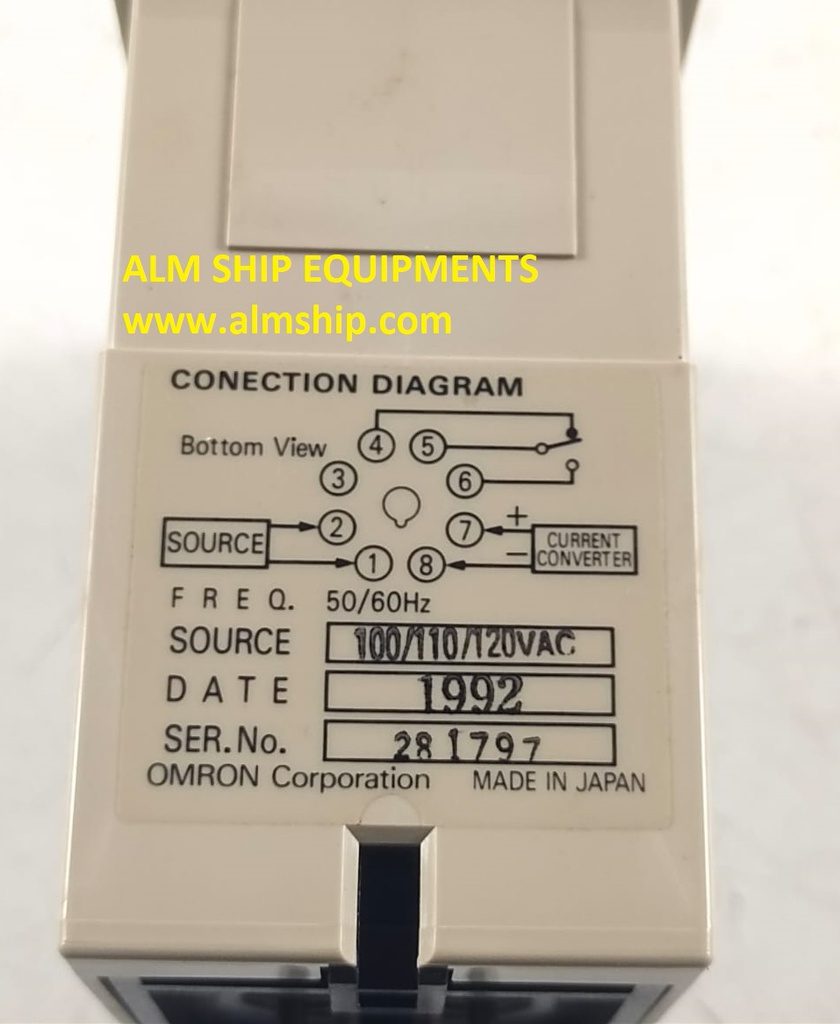 ALM SHIP EQUIPMENTS
www.almship.com
CONECTION DIAGRAM
Bottom View 4 5
3 6
2 7 +
SOURCE CURRENT
CONVERTER
1 8 −
FREQ. 50/60Hz
SOURCE 100/110/120VAC
DATE 1992
SER.No. 281797
OMRON Corporation MADE IN JAPAN